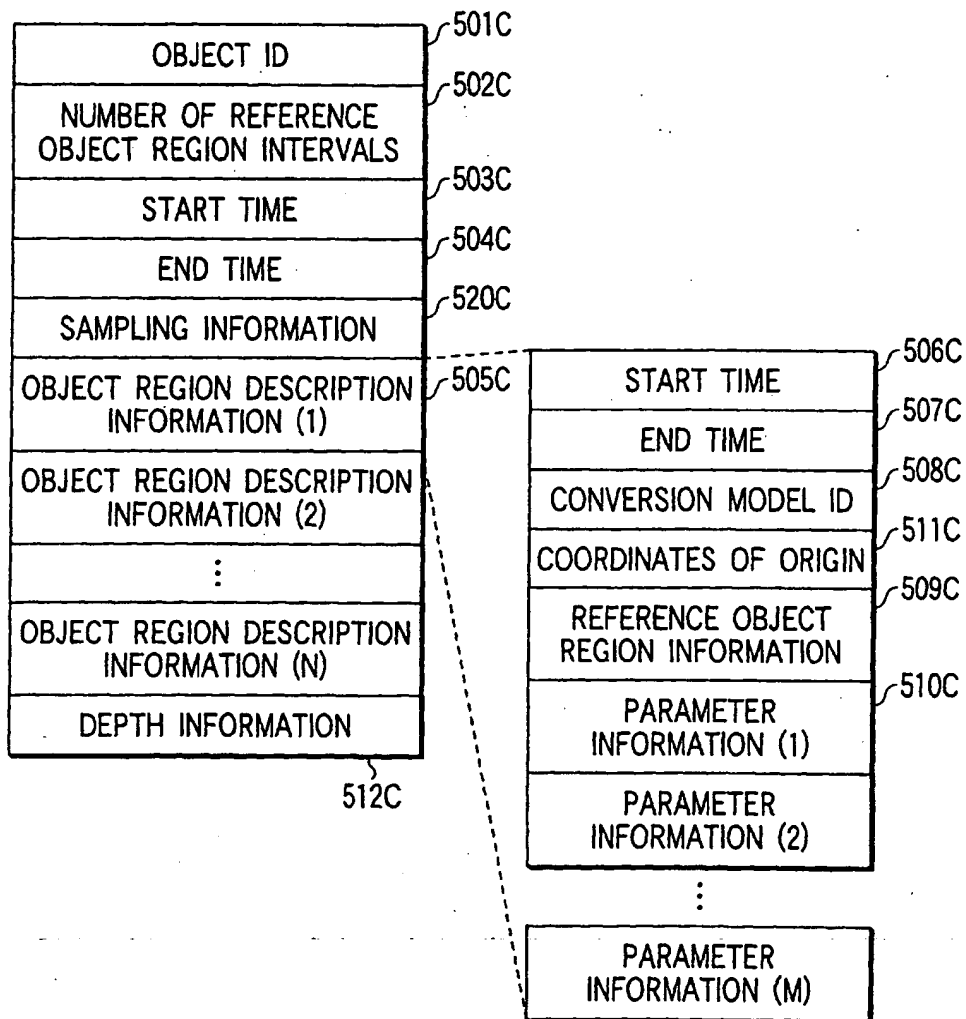 501C
OBJECT ID
502C
NUMBER OF REFERENCE
OBJECT REGION INTERVALS
503C
START TIME
504C
END TIME
520C
SAMPLING INFORMATION
505C
OBJECT REGION DESCRIPTION
INFORMATION (1)
OBJECT REGION DESCRIPTION
INFORMATION (2)
⋮
OBJECT REGION DESCRIPTION
INFORMATION (N)
DEPTH INFORMATION
512C
506C
START TIME
507C
END TIME
508C
CONVERSION MODEL ID
511C
COORDINATES OF ORIGIN
509C
REFERENCE OBJECT
REGION INFORMATION
510C
PARAMETER
INFORMATION (1)
PARAMETER
INFORMATION (2)
⋮
PARAMETER
INFORMATION (M)